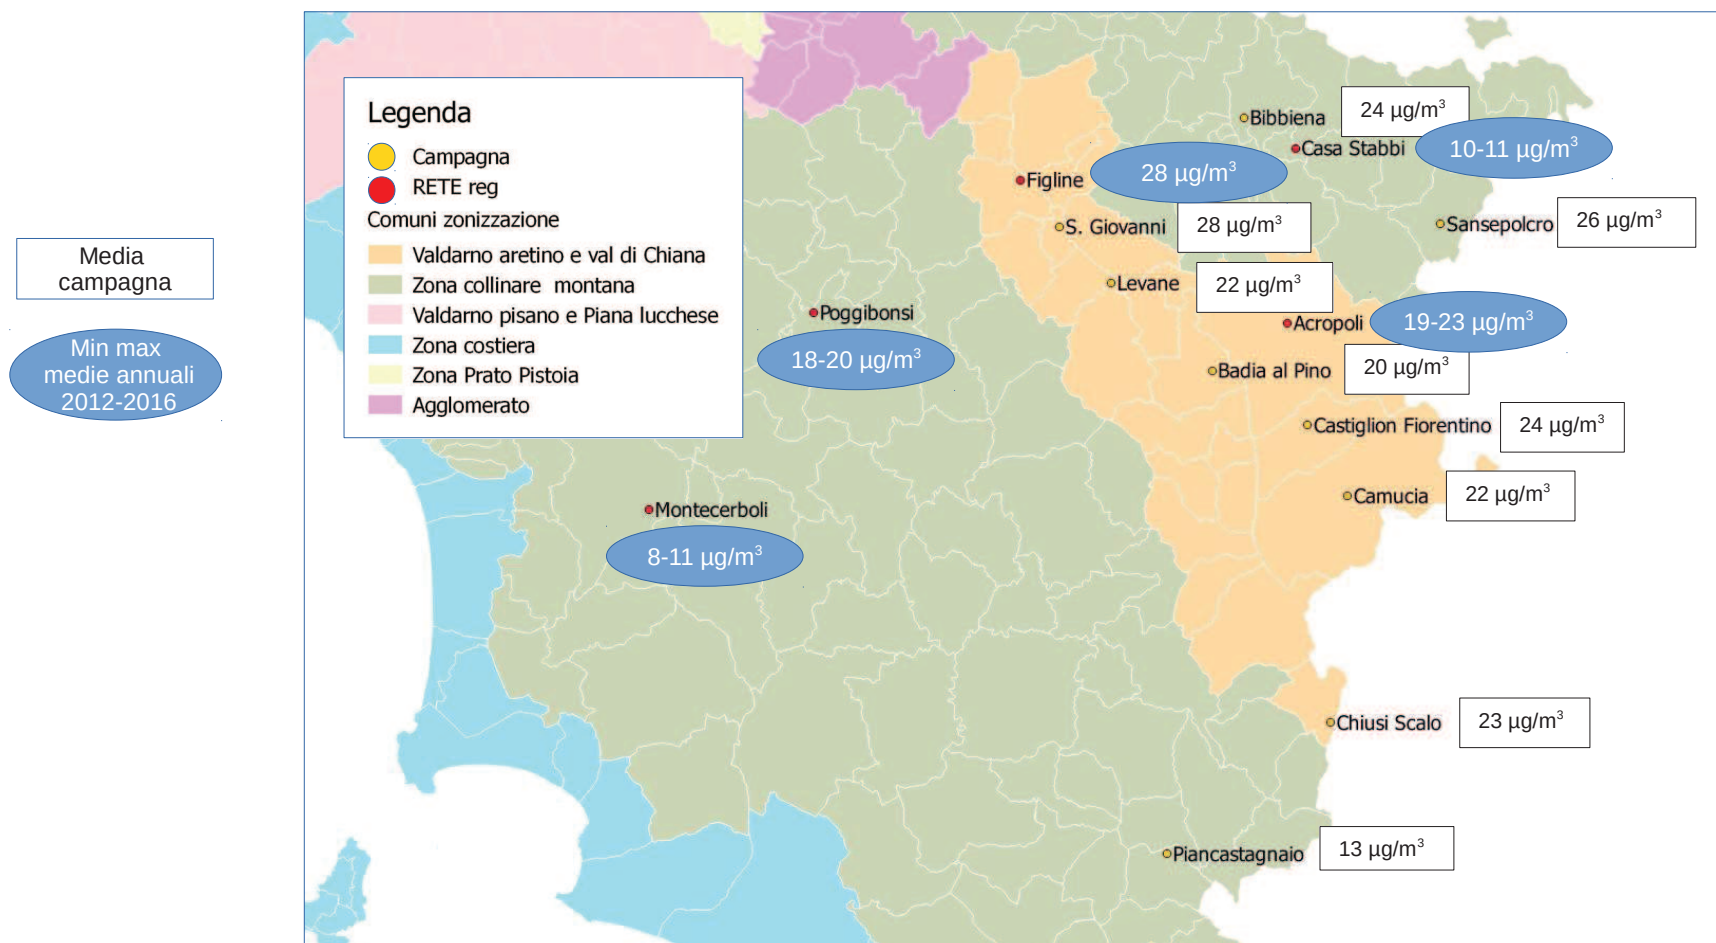 Legenda
Campagna
RETE reg
Comuni zonizzazione
Valdarno aretino e val di Chiana
Zona collinare montana
Valdarno pisano e Piana lucchese
Zona costiera
Zona Prato Pistoia
Agglomerato
Media
campagna
Min max
medie annuali
2012-2016
Bibbiena
24 µg/m³
Casa Stabbi
10-11 µg/m³
Figline
28 µg/m³
S. Giovanni
28 µg/m³
Sansepolcro
26 µg/m³
Levane
22 µg/m³
Poggibonsi
18-20 µg/m³
Acropoli
19-23 µg/m³
Badia al Pino
20 µg/m³
Castiglion Fiorentino
24 µg/m³
Camucia
22 µg/m³
Montecerboli
8-11 µg/m³
Chiusi Scalo
23 µg/m³
Piancastagnaio
13 µg/m³